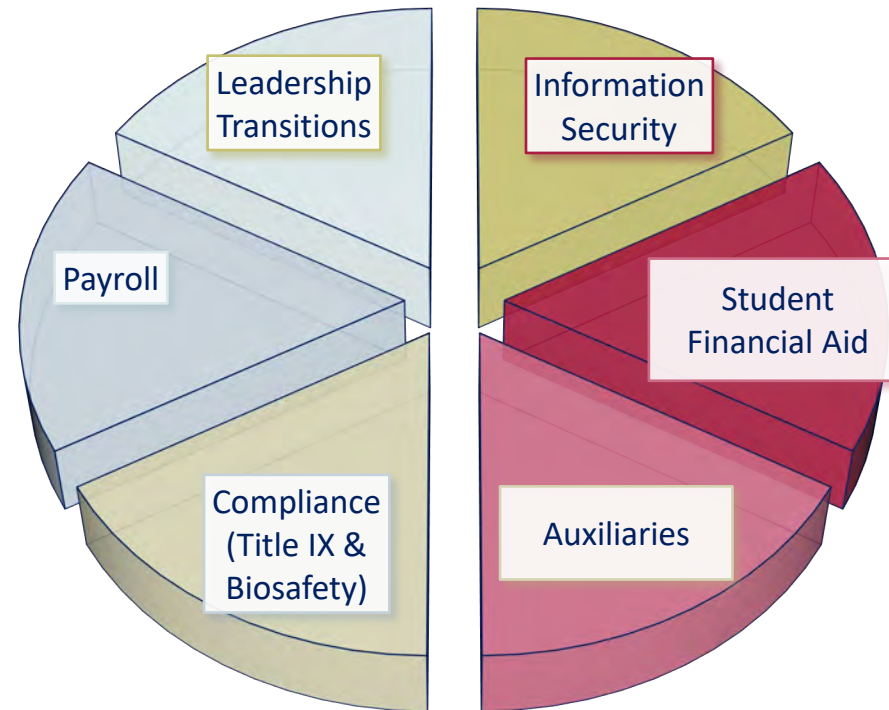 Leadership
Transitions
Information
Security
Payroll
Student
Financial Aid
Compliance
(Title IX &
Biosafety)
Auxiliaries